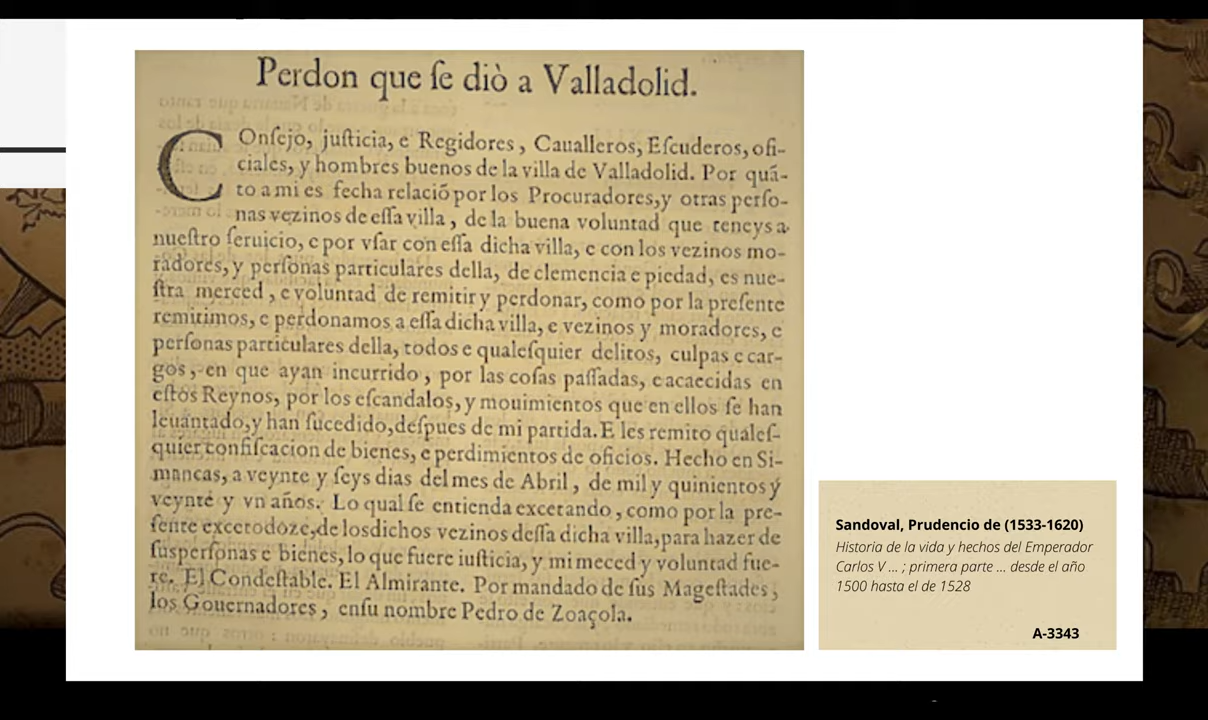 Perdon que ſe diò a Valladolid.
COnſejo, juſticia, e Regidores, Caualleros, Eſcuderos, ofi-
ciales, y hombres buenos de la villa de Valladolid. Por quã-
to a mi es fecha relaciõ por los Procuradores, y otras perſo-
nas vezinos de eſſa villa, de la buena voluntad que teneys a
nueſtro ſeruicio, e por vſar con eſſa dicha villa, e con los vezinos mo-
radores, y perſonas particulares della, de clemencia e piedad, es nue-
ſtra merced, e voluntad de remitir y perdonar, como por la preſente
remitimos, e perdonamos a eſſa dicha villa, e vezinos y moradores, e
perſonas particulares della, todos e qualeſquier delitos, culpas e car-
gos, en que ayan incurrido, por las coſas paſſadas, e acaecidas en
eſtos Reynos, por los eſcandalos, y mouimientos que en ellos ſe han
leuantado, y han ſucedido, deſpues de mi partida. E les remito qualeſ-
quier confiſcacion de bienes, e perdimientos de oficios. Hecho en Si-
mancas, a veynte y ſeys dias del mes de Abril, de mil y quinientos y
veynte y vn años. Lo qual ſe entienda excetando, como por la pre-
ſente exceto doze, de los dichos vezinos deſſa dicha villa, para hazer de
ſus perſonas e bienes, lo que fuere iuſticia, y mi meced y voluntad fue-
re. El Condeſtable. El Almirante. Por mandado de ſus Mageſtades,
los Gouernadores, en ſu nombre Pedro de Zoaçola.
Sandoval, Prudencio de (1533-1620)
Historia de la vida y hechos del Emperador
Carlos V ... ; primera parte ... desde el año
1500 hasta el de 1528
A-3343